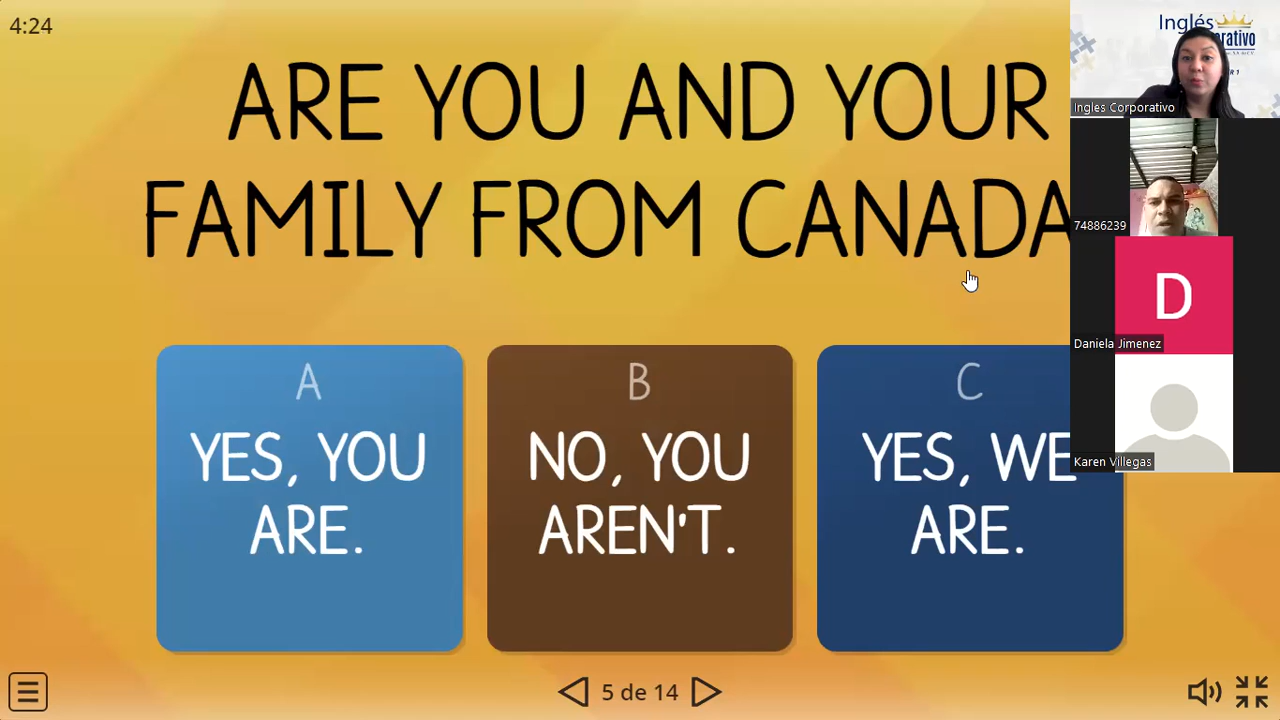 4:24
ARE YOU AND YOUR
FAMILY FROM CANADA
A
YES, YOU
ARE.
B
NO, YOU
AREN'T.
C
YES, WE
ARE.
5 de 14
Inglés
Ingles Corporativo
74886239
D
Daniela Jimenez
Karen Villegas